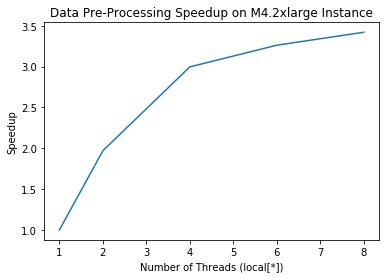 Data Pre-Processing Speedup on M4.2xlarge Instance
3.5
3.0
2.5
2.0
1.5
1.0
Speedup
1 2 3 4 5 6 7 8
Number of Threads (local[*])